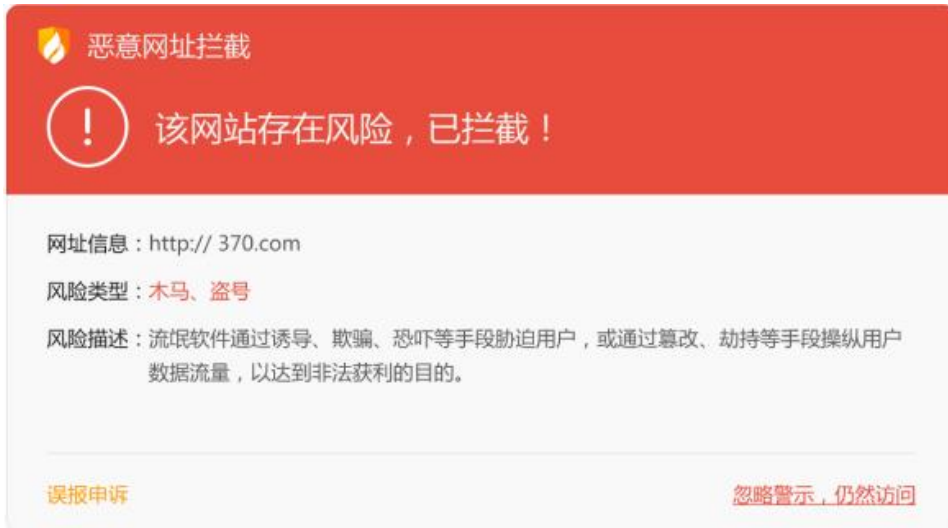 恶意网址拦截
该网站存在风险，已拦截！
网址信息：http:// 370.com
风险类型：木马、盗号
风险描述：流氓软件通过诱导、欺骗、恐吓等手段胁迫用户，或通过篡改、劫持等手段操纵用户
数据流量，以达到非法获利的目的。
误报申诉
忽略警示，仍然访问